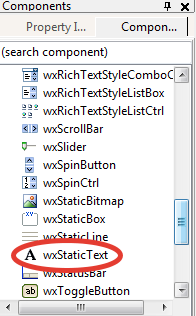 Components
Property I...
Compon...
(search component)
wxRichTextStyleComboC
wxRichTextStyleListBox
wxRichTextStyleListCtrl
wxScrollBar
wxSlider
wxSpinButton
wxSpinCtrl
wxStaticBitmap
wxStaticBox
wxStaticLine
A wxStaticText
wxStatusBar
ab wxToggleButton